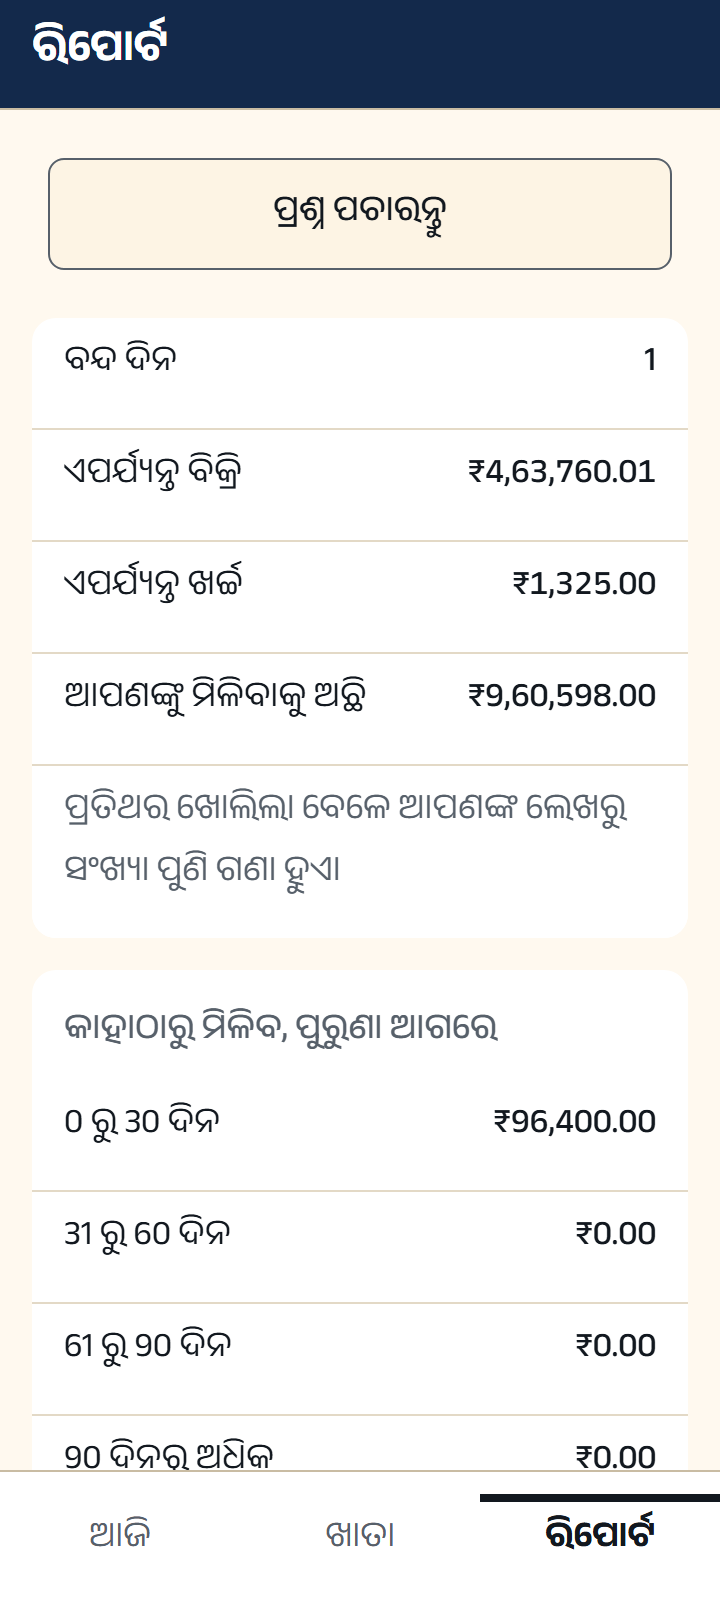 ରିପୋର୍ଟ
ପ୍ରଶ୍ନ ପଚାରନ୍ତୁ
ବନ୍ଦ ଦିନ 1
ଏପର୍ଯ୍ୟନ୍ତ ବିକ୍ରି ₹4,63,760.01
ଏପର୍ଯ୍ୟନ୍ତ ଖର୍ଚ୍ଚ ₹1,325.00
ଆପଣଙ୍କୁ ମିଳିବାକୁ ଅଛି ₹9,60,598.00
ପ୍ରତିଥର ଖୋଲିଲା ବେଳେ ଆପଣଙ୍କ ଲେଖରୁ
ସଂଖ୍ୟା ପୁଣି ଗଣା ହୁଏ।
କାହାଠାରୁ ମିଳିବ, ପୁରୁଣା ଆଗରେ
0 ରୁ 30 ଦିନ ₹96,400.00
31 ରୁ 60 ଦିନ ₹0.00
61 ରୁ 90 ଦିନ ₹0.00
90 ଦିନରୁ ଅଧିକ ₹0.00
ଆଜି ଖାତା ରିପୋର୍ଟ